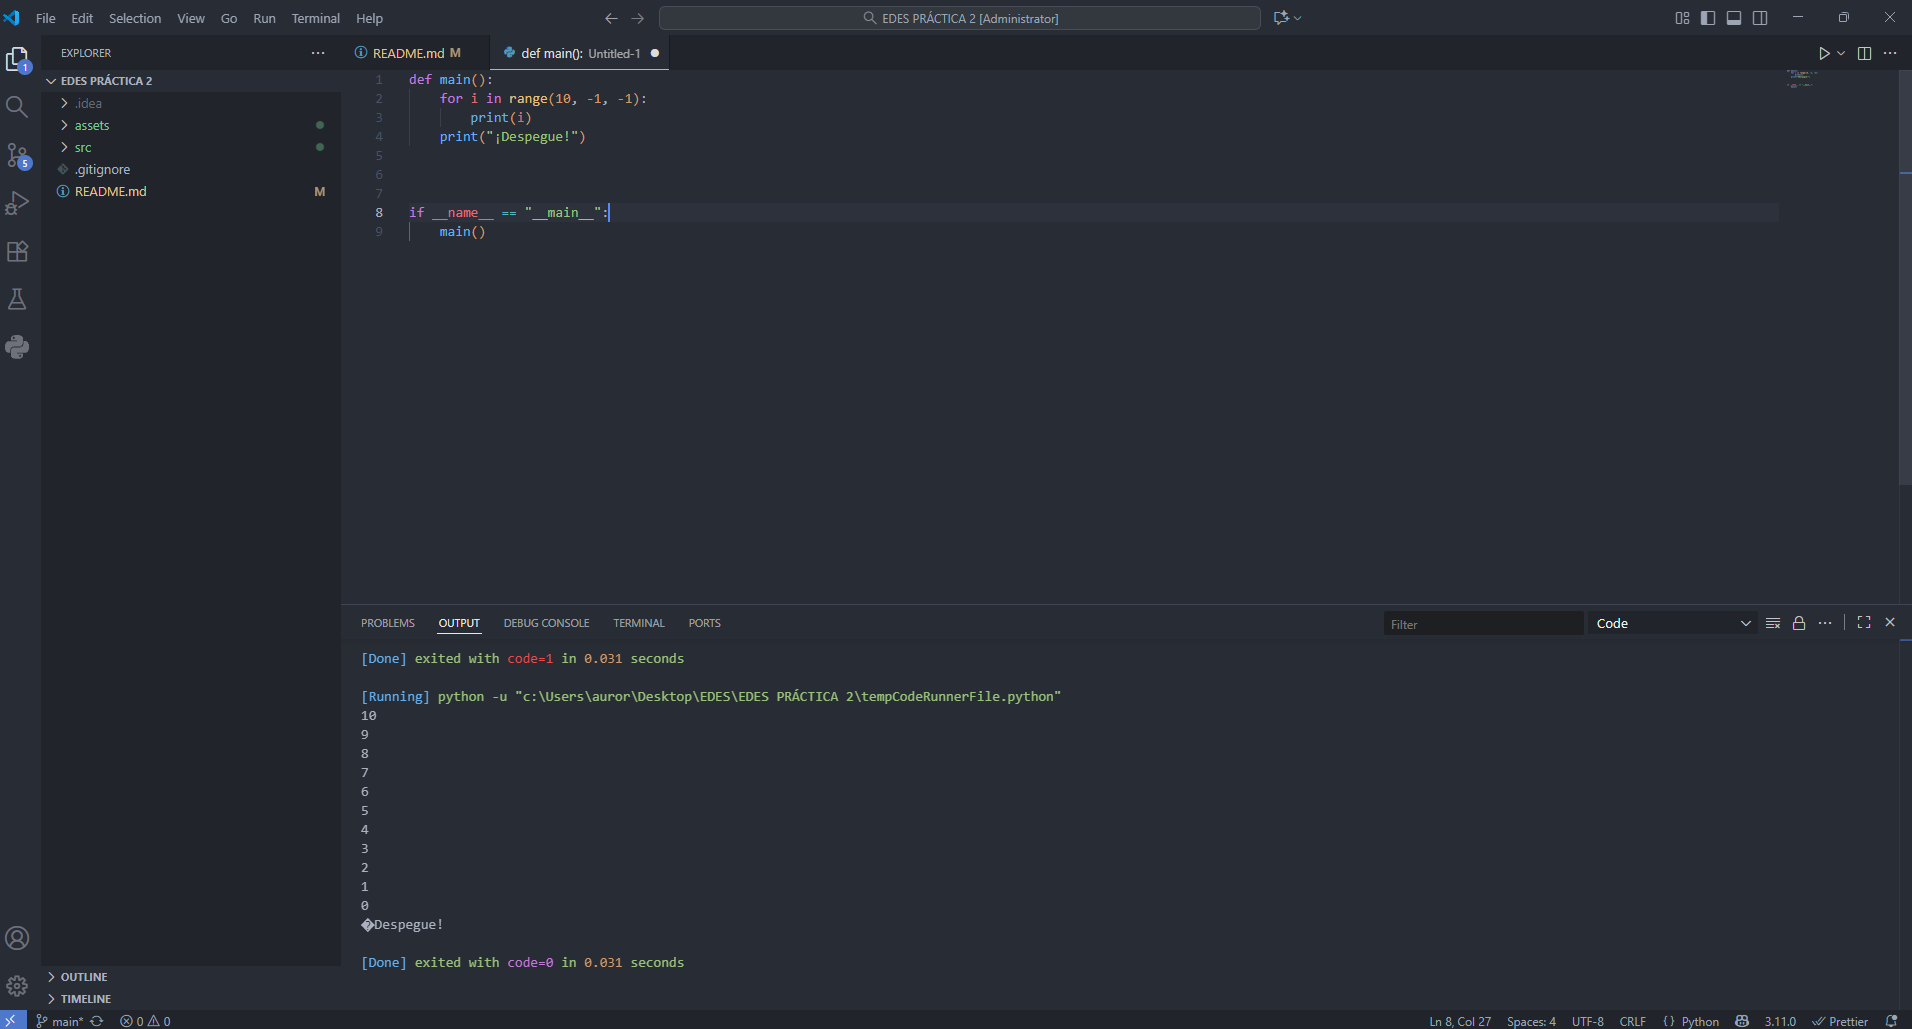 File Edit Selection View Go Run Terminal Help
EDES PRÁCTICA 2 [Administrator]
EXPLORER
README.md M
def main(): Untitled-1
EDES PRÁCTICA 2
.idea
assets
src
.gitignore
README.md M
1
5
1 def main():
2 for i in range(10, -1, -1):
3 print(i)
4 print("¡Despegue!")
5
6
7
8 if __name__ == "__main__":
9 main()
PROBLEMS OUTPUT DEBUG CONSOLE TERMINAL PORTS
Filter
Code
[Done] exited with code=1 in 0.031 seconds
[Running] python -u "c:\Users\auror\Desktop\EDES\EDES PRÁCTICA 2\tempCodeRunnerFile.python"
10
9
8
7
6
5
4
3
2
1
0
�Despegue!
[Done] exited with code=0 in 0.031 seconds
OUTLINE
TIMELINE
main* 0 0
Ln 8, Col 27 Spaces: 4 UTF-8 CRLF {} Python 3.11.0 Prettier